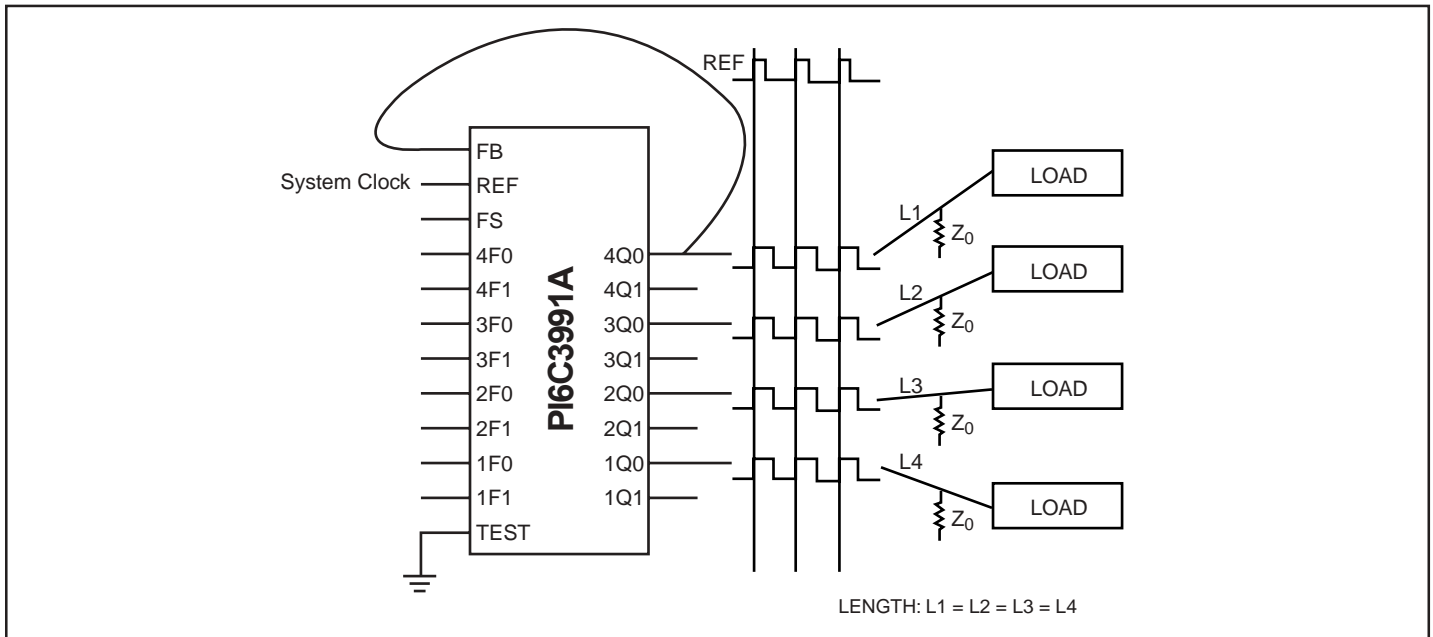 REF
FB
System Clock
REF
FS
4F0
4F1
3F0
3F1
2F0
2F1
1F0
1F1
TEST
PI6C3991A
4Q0
4Q1
3Q0
3Q1
2Q0
2Q1
1Q0
1Q1
L1
Z0
LOAD
L2
Z0
LOAD
L3
Z0
LOAD
L4
Z0
LOAD
LENGTH: L1 = L2 = L3 = L4